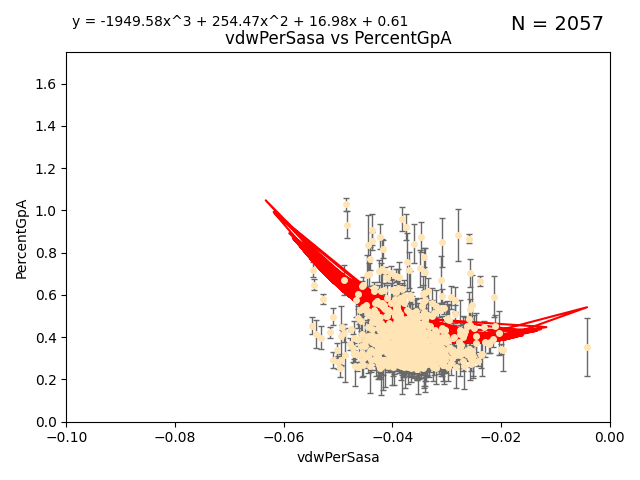 y = -1949.58x^3 + 254.47x^2 + 16.98x + 0.61
N = 2057
vdwPerSasa vs PercentGpA
1.6
1.4
1.2
1.0
0.8
0.6
0.4
0.2
0.0
PercentGpA
−0.10 −0.08 −0.06 −0.04 −0.02 0.00
vdwPerSasa